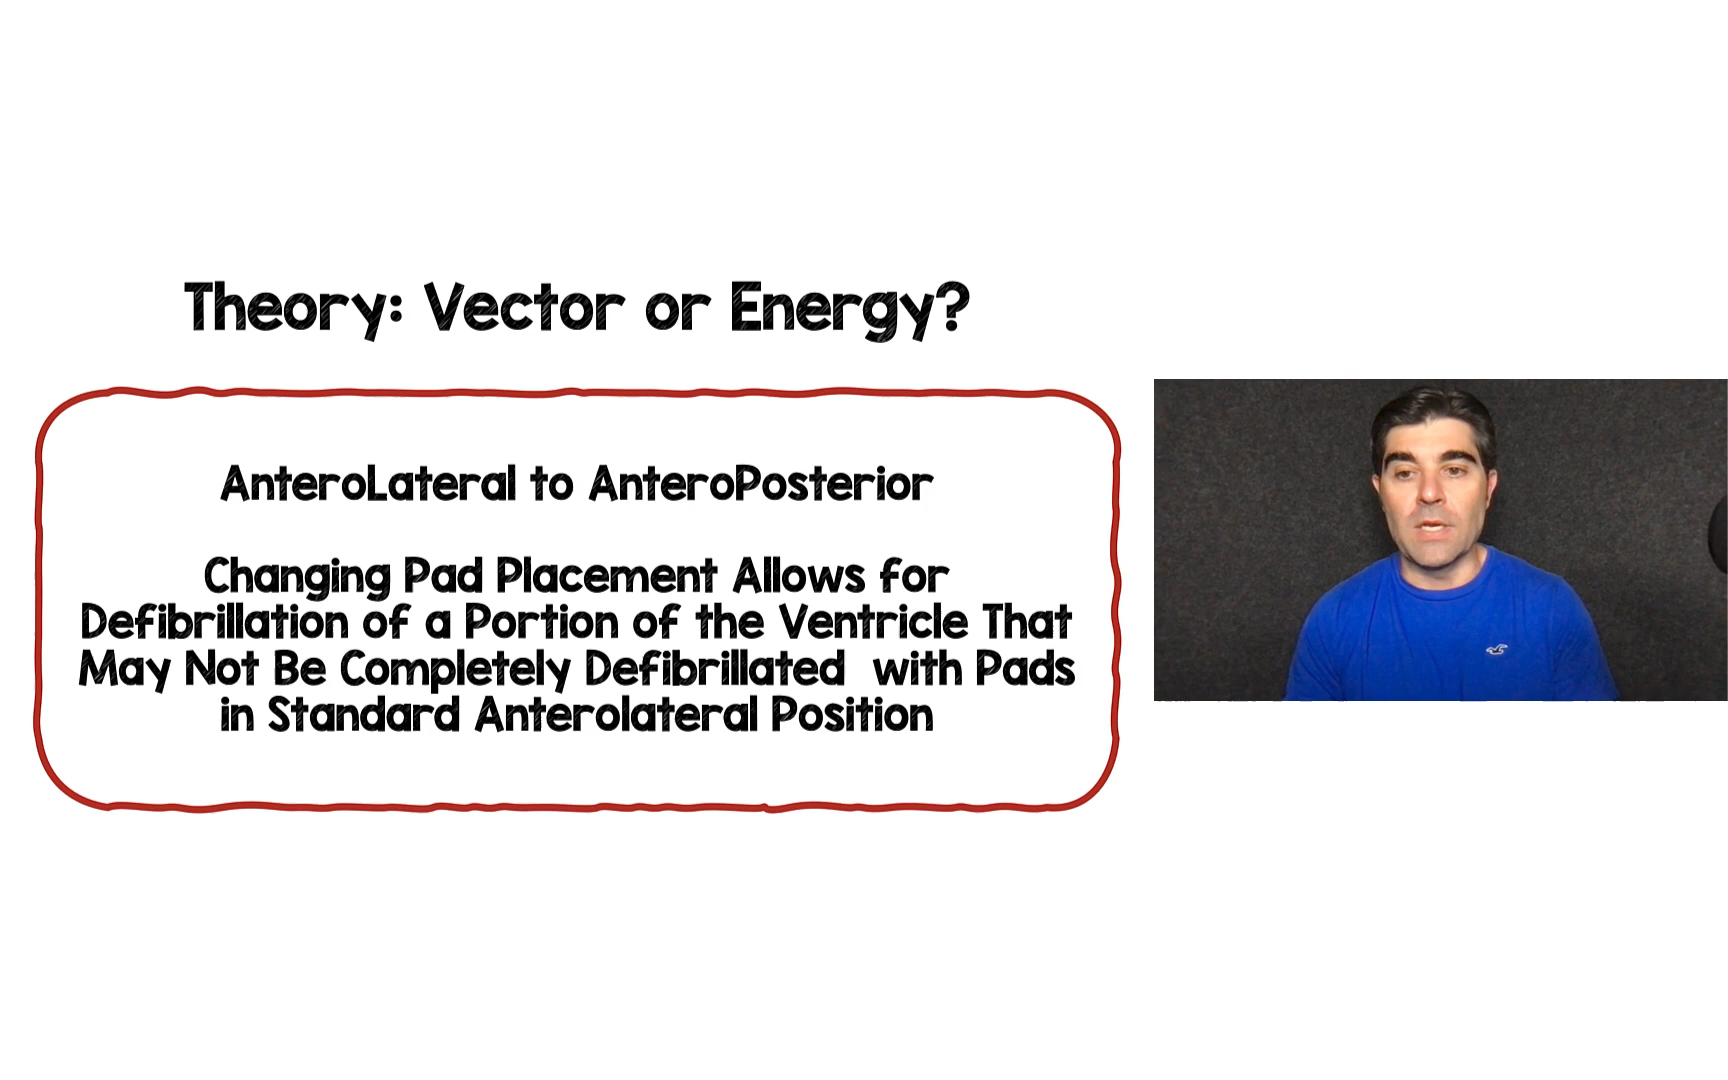 Theory: Vector or Energy?
AnteroLateral to AnteroPosterior
Changing Pad Placement Allows for
Defibrillation of a Portion of the Ventricle That
May Not Be Completely Defibrillated  with Pads
in Standard Anterolateral Position